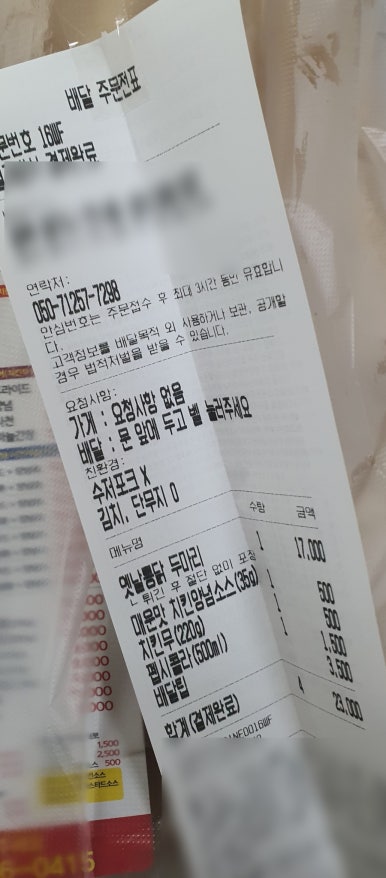 배달 주문전표
문번호 16WF
결제완료
연락처:
050-71257-7298
안심번호는 주문접수 후 최대 3시간 동안 유효합니
다.
고객정보를 배달목적 외 사용하거나 보관, 공개할
경우 법적처벌을 받을 수 있습니다.
요청사항:
가게 : 요청사항 없음
배달 : 문 앞에 두고 벨 눌러주세요
친환경:
수저포크 X
김치, 단무지 O
메뉴명 수량 금액
옛날통닭 두마리 1 17,000
튀긴 후 절단 없이 포장
매운맛 치킨양념소스(35g) 1 500
치킨무(220g) 1 500
펩시콜라(500ml) 1 1,500
배달팁 3,500
합계(결제완료) 4 23,000
1,500
2,500
500
6-0415